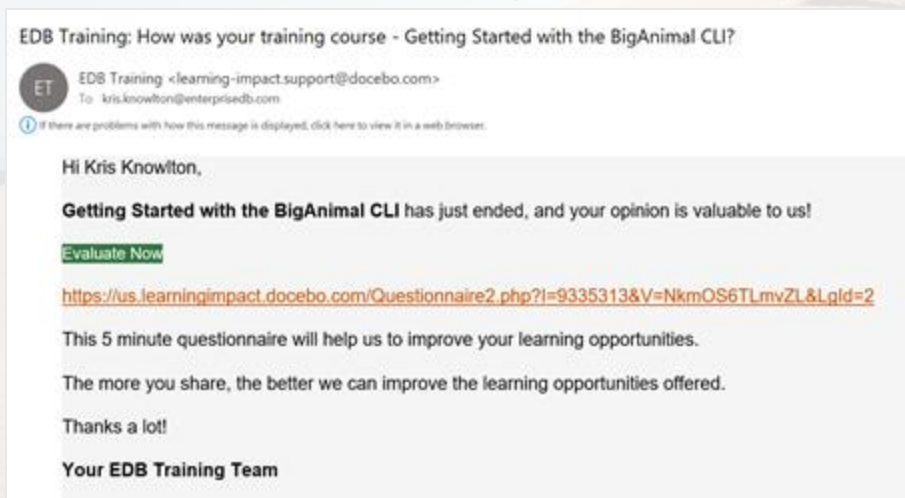 EDB Training: How was your training course - Getting Started with the BigAnimal CLI?
ET
EDB Training <learning-impact.support@docebo.com>
To kris.knowlton@enterprisedb.com
i If there are problems with how this message is displayed, click here to view it in a web browser.
Hi Kris Knowlton,
Getting Started with the BigAnimal CLI has just ended, and your opinion is valuable to us!
Evaluate Now
https://us.learningimpact.docebo.com/Questionnaire2.php?I=9335313&V=NkmOS6TLmvZL&LgId=2
This 5 minute questionnaire will help us to improve your learning opportunities.
The more you share, the better we can improve the learning opportunities offered.
Thanks a lot!
Your EDB Training Team